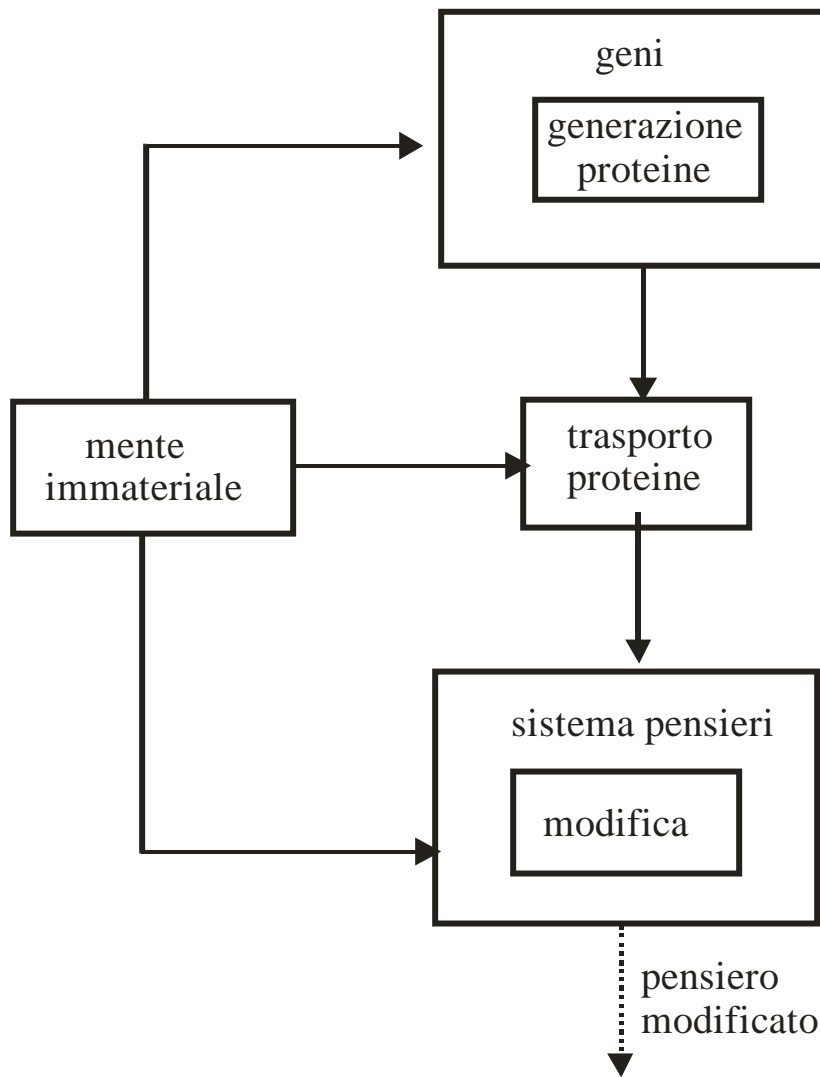 geni
generazione
proteine
mente
immateriale
trasporto
proteine
sistema pensieri
modifica
pensiero
modificato